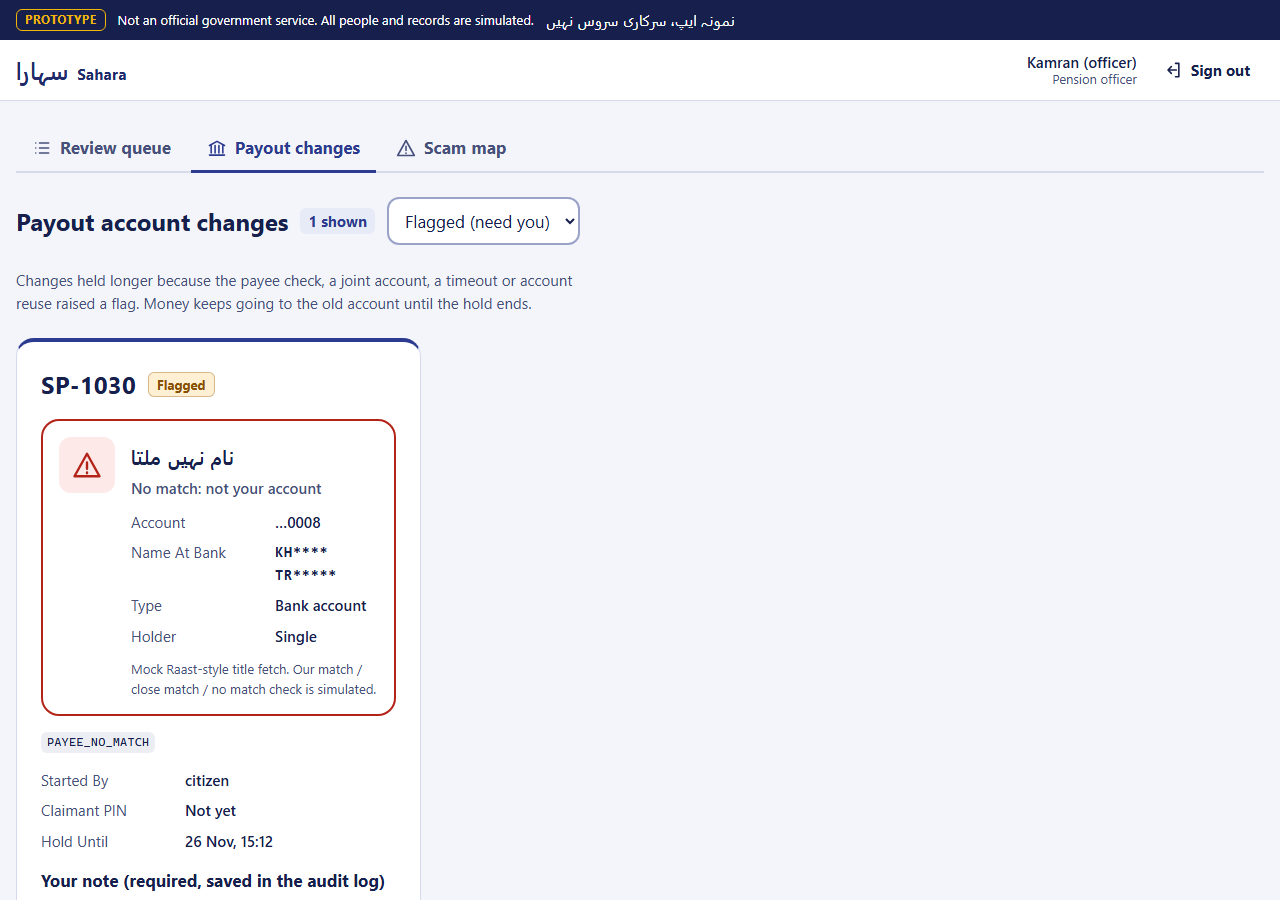 PROTOTYPE Not an official government service. All people and records are simulated. نمونہ ایپ، سرکاری سروس نہیں
سہارا Sahara
Kamran (officer)
Pension officer
Sign out
Review queue
Payout changes
Scam map
Payout account changes 1 shown Flagged (need you)
Changes held longer because the payee check, a joint account, a timeout or account
reuse raised a flag. Money keeps going to the old account until the hold ends.
SP-1030 Flagged
نام نہیں ملتا
No match: not your account
Account ...0008
Name At Bank KH****
TR*****
Type Bank account
Holder Single
Mock Raast-style title fetch. Our match /
close match / no match check is simulated.
PAYEE_NO_MATCH
Started By citizen
Claimant PIN Not yet
Hold Until 26 Nov, 15:12
Your note (required, saved in the audit log)